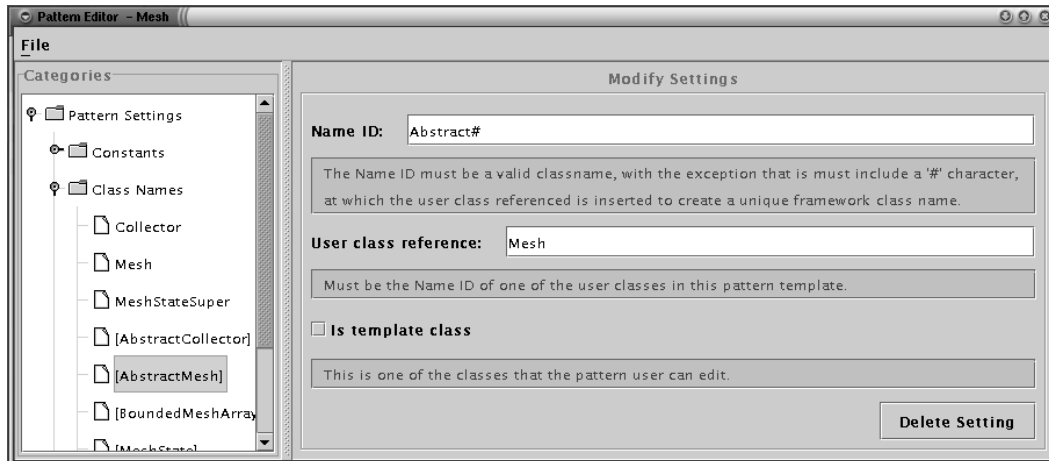 Pattern Editor - Mesh
File
Categories
Pattern Settings
Constants
Class Names
Collector
Mesh
MeshStateSuper
[AbstractCollector]
[AbstractMesh]
[BoundedMeshArray
[MeshState]
Modify Settings
Name ID: Abstract#
The Name ID must be a valid classname, with the exception that is must include a '#' character,
at which the user class referenced is inserted to create a unique framework class name.
User class reference: Mesh
Must be the Name ID of one of the user classes in this pattern template.
Is template class
This is one of the classes that the pattern user can edit.
Delete Setting